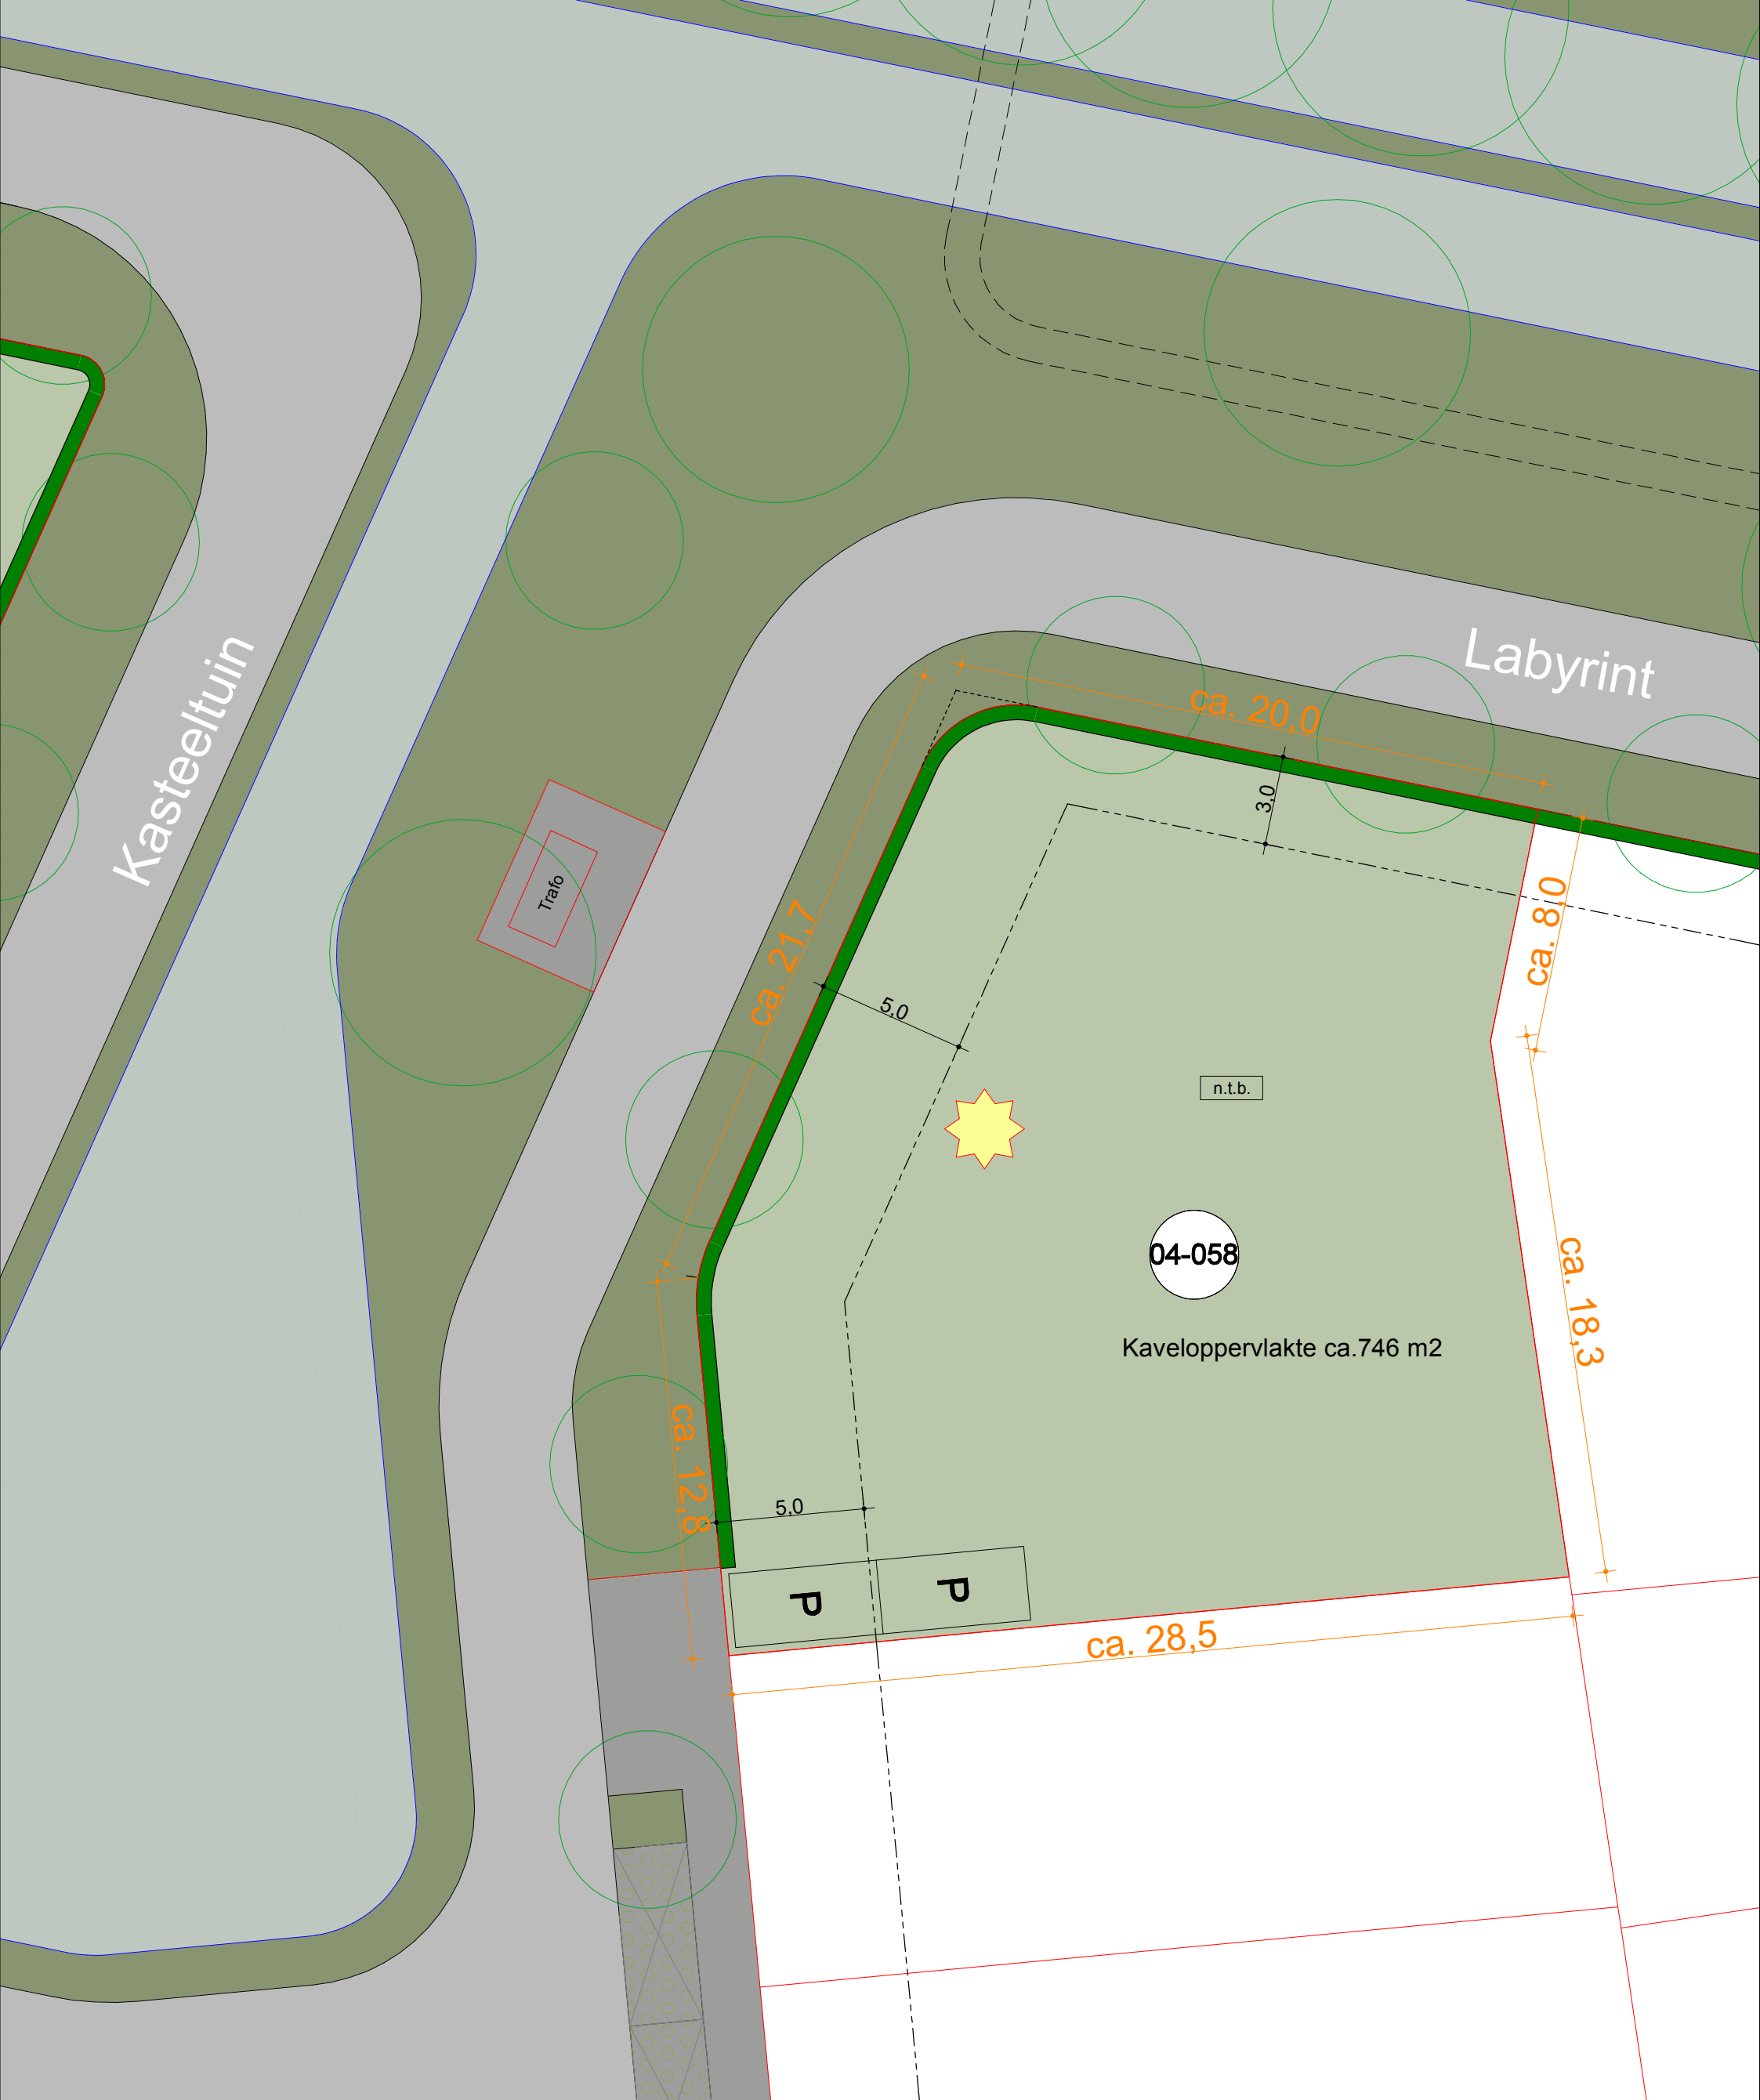 Labyrint
Kasteeltuin
ca. 20,0
3,0
Trafo
ca. 8,0
ca. 21,7
5,0
n.t.b.
04-058
Kaveloppervlakte ca.746 m2
ca. 18,3
ca. 12,8
5,0
P
P
ca. 28,5